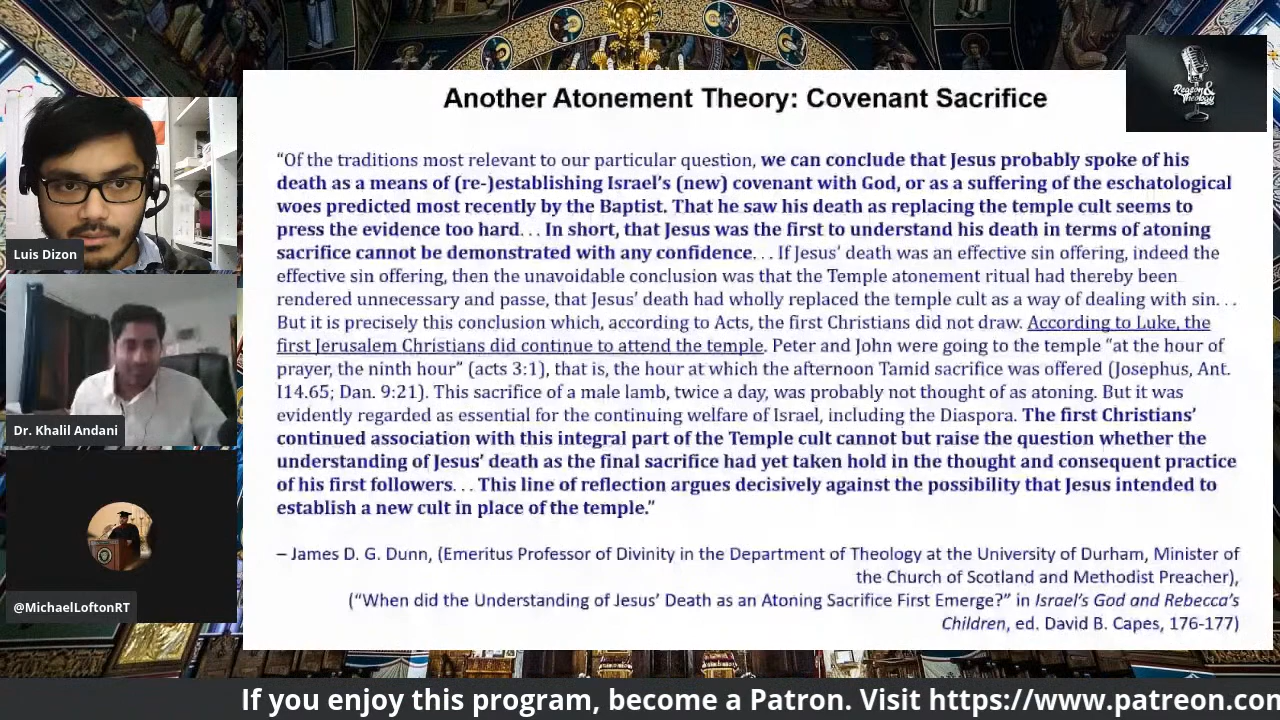 Another Atonement Theory: Covenant Sacrifice
Reason & Theology
“Of the traditions most relevant to our particular question, we can conclude that Jesus probably spoke of his
death as a means of (re-)establishing Israel’s (new) covenant with God, or as a suffering of the eschatological
woes predicted most recently by the Baptist. That he saw his death as replacing the temple cult seems to
press the evidence too hard... In short, that Jesus was the first to understand his death in terms of atoning
sacrifice cannot be demonstrated with any confidence... If Jesus’ death was an effective sin offering, indeed the
effective sin offering, then the unavoidable conclusion was that the Temple atonement ritual had thereby been
rendered unnecessary and passe, that Jesus’ death had wholly replaced the temple cult as a way of dealing with sin...
But it is precisely this conclusion which, according to Acts, the first Christians did not draw. According to Luke, the
first Jerusalem Christians did continue to attend the temple. Peter and John were going to the temple “at the hour of
prayer, the ninth hour” (acts 3:1), that is, the hour at which the afternoon Tamid sacrifice was offered (Josephus, Ant.
I14.65; Dan. 9:21). This sacrifice of a male lamb, twice a day, was probably not thought of as atoning. But it was
evidently regarded as essential for the continuing welfare of Israel, including the Diaspora. The first Christians’
continued association with this integral part of the Temple cult cannot but raise the question whether the
understanding of Jesus’ death as the final sacrifice had yet taken hold in the thought and consequent practice
of his first followers... This line of reflection argues decisively against the possibility that Jesus intended to
establish a new cult in place of the temple.”
– James D. G. Dunn, (Emeritus Professor of Divinity in the Department of Theology at the University of Durham, Minister of
the Church of Scotland and Methodist Preacher),
(“When did the Understanding of Jesus’ Death as an Atoning Sacrifice First Emerge?” in Israel’s God and Rebecca’s
Children, ed. David B. Capes, 176-177)
Luis Dizon
Dr. Khalil Andani
@MichaelLoftonRT
If you enjoy this program, become a Patron. Visit https://www.patreon.com